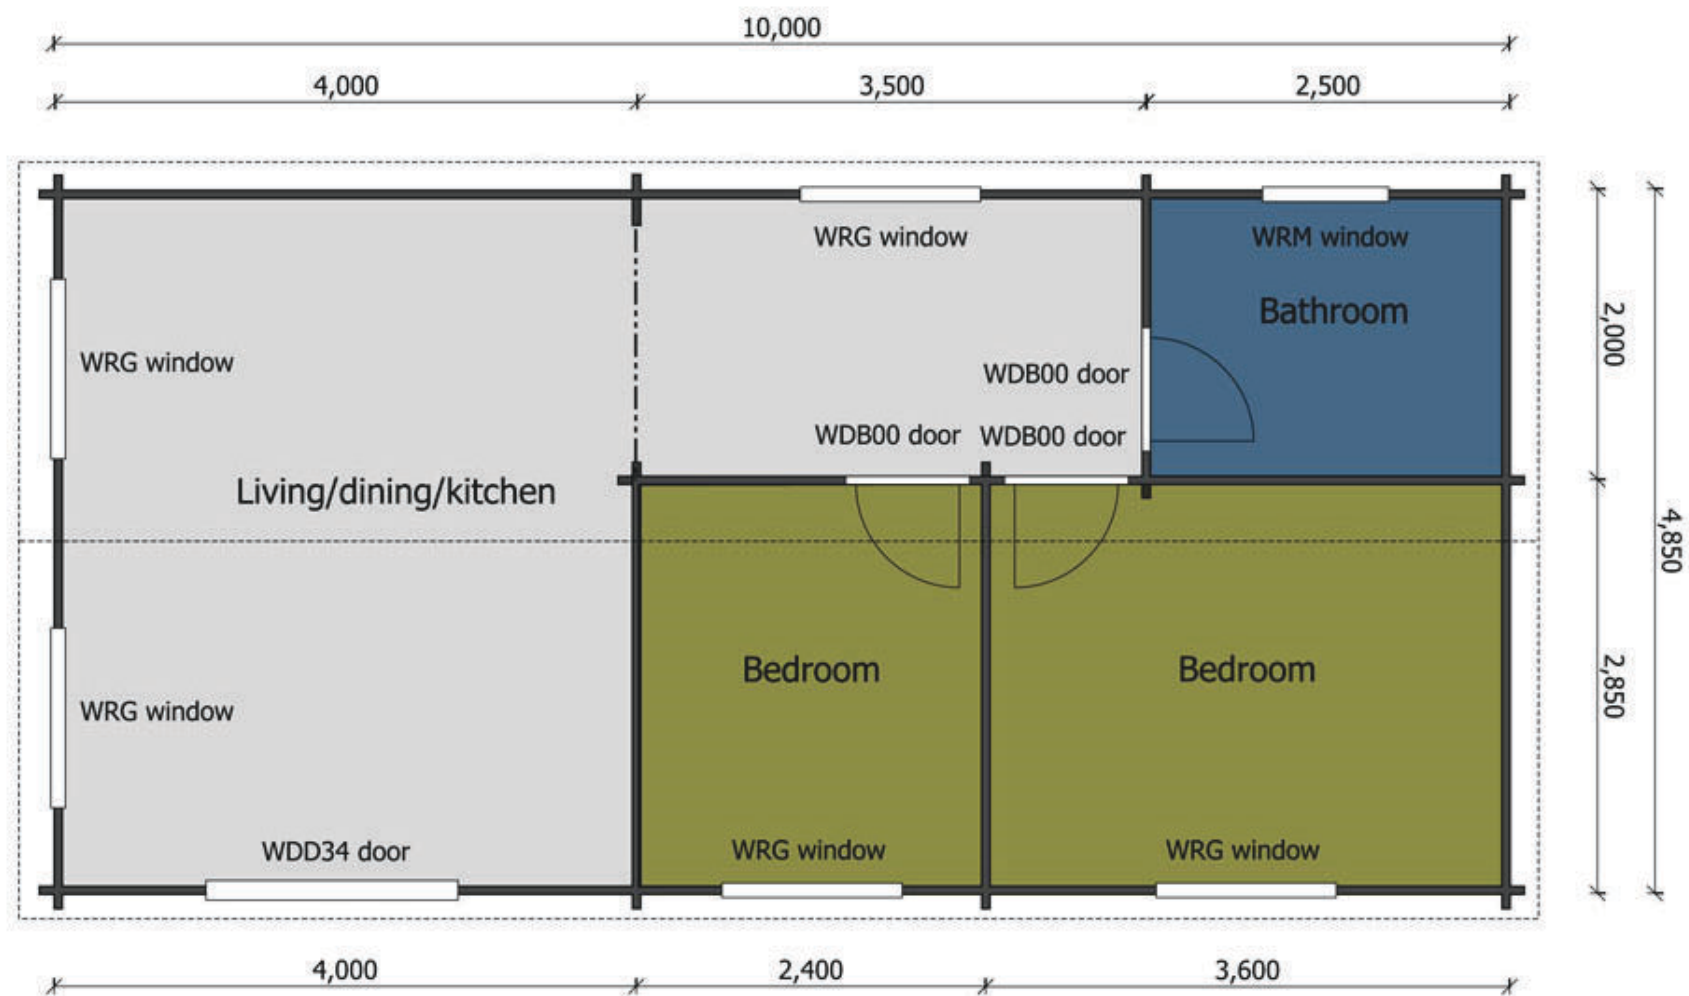 10,000
4,000
3,500
2,500
WRG window
WRM window
Bathroom
2,000
WRG window
WDB00 door
WDB00 door
WDB00 door
Living/dining/kitchen
4,850
Bedroom
Bedroom
2,850
WRG window
WDD34 door
WRG window
WRG window
4,000
2,400
3,600